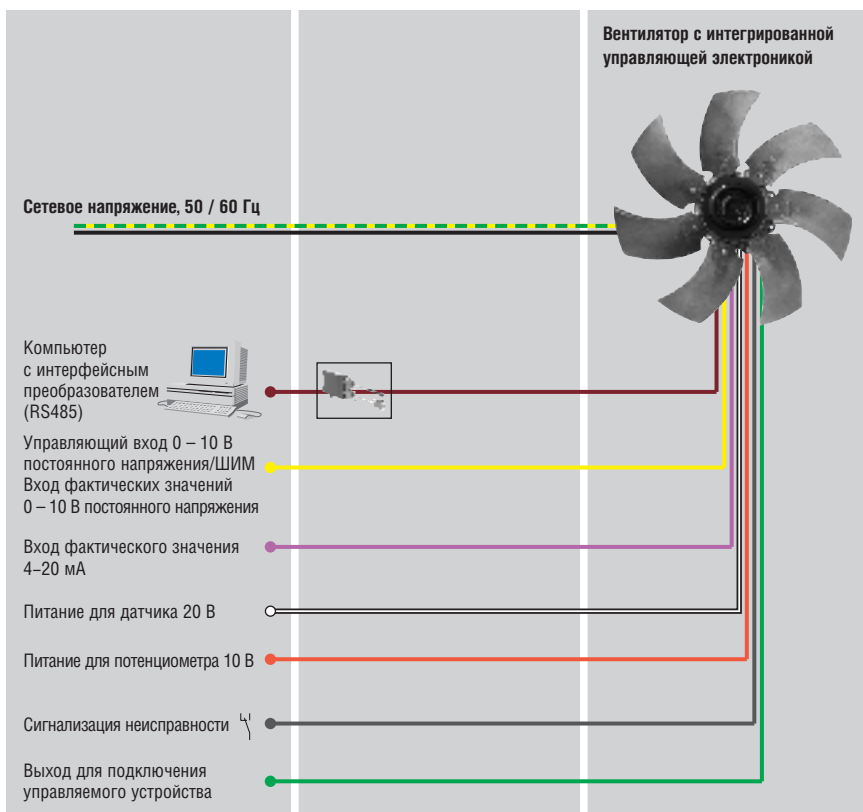 Вентилятор с интегрированной
управляющей электроникой
Сетевое напряжение, 50 / 60 Гц
Компьютер
с интерфейсным
преобразователем
(RS485)
Управляющий вход 0 – 10 В
постоянного напряжения/ШИМ
Вход фактических значений
0 – 10 В постоянного напряжения
Вход фактического значения
4–20 мА
Питание для датчика 20 В
Питание для потенциометра 10 В
Сигнализация неисправности
Выход для подключения
управляемого устройства